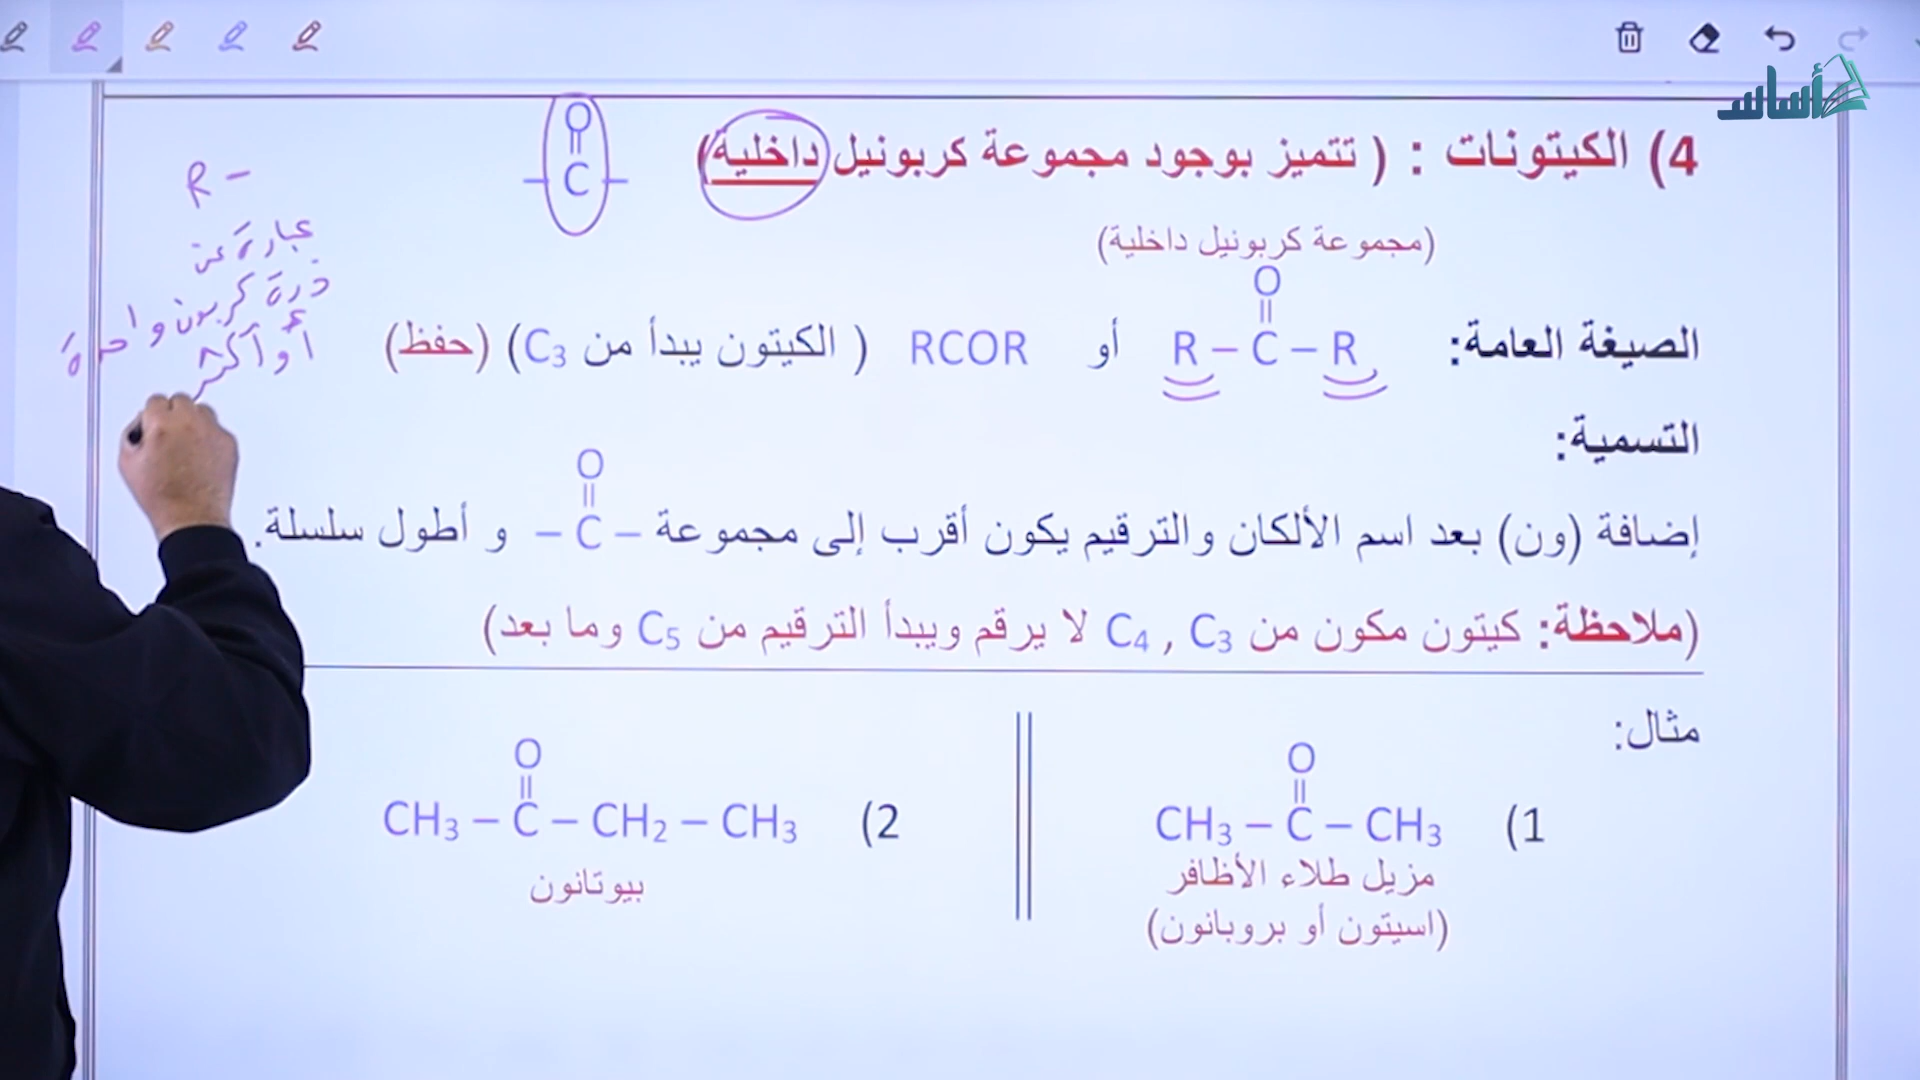 أساس
4) الكيتونات : ( تتميز بوجود مجموعة كربونيل داخلية)
O
||
– C –
(مجموعة كربونيل داخلية)
O
||
الصيغة العامة: R – C – R أو RCOR ( الكيتون يبدأ من C₃) (حفظ)
R –
عبارة عن
ذرة كربون واحدة
أو أكثر
التسمية:
O
||
إضافة (ون) بعد اسم الألكان والترقيم يكون أقرب إلى مجموعة – C – و أطول سلسلة.
(ملاحظة: كيتون مكون من C₄ , C₃ لا يرقم ويبدأ الترقيم من C₅ وما بعد)
مثال:
O
||
1) CH₃ – C – CH₃
مزيل طلاء الأظافر
(اسيتون أو بروبانون)
O
||
2) CH₃ – C – CH₂ – CH₃
بيوتانون